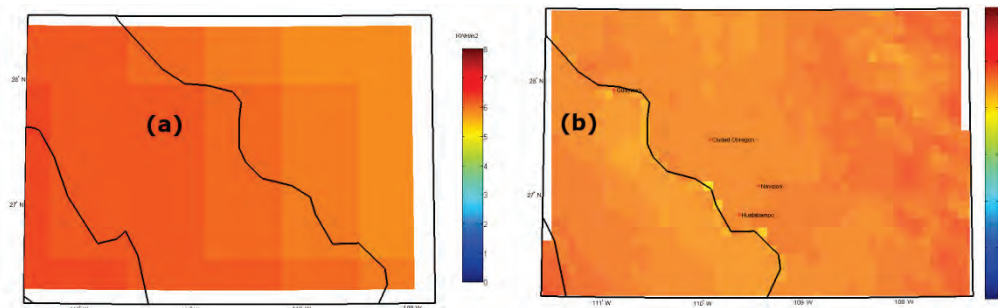 KWH/m2
8
7
6
5
4
3
2
1
0
28° N
27° N
(a)
109° W
28° N
27° N
(b)
Ciudad Obregon
Navojoa
Huatabampo
111° W
110° W
109° W
108° W